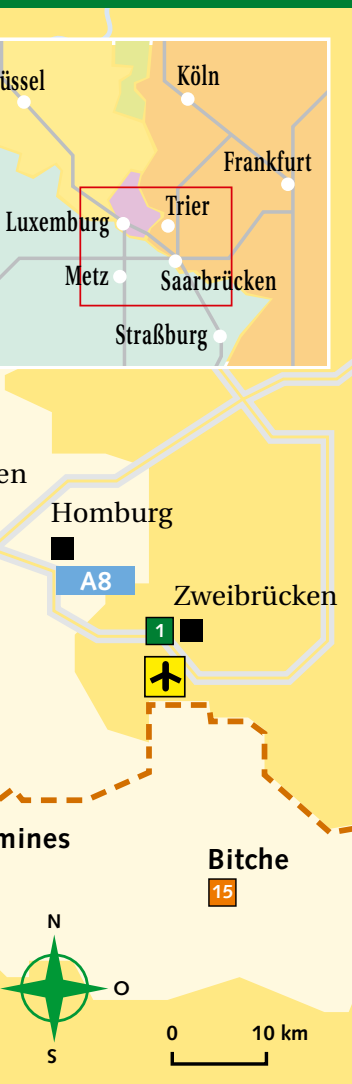 üssel
Köln
Frankfurt
Luxemburg
Trier
Metz
Saarbrücken
Straßburg
en
Homburg
A8
Zweibrücken
1
mines
Bitche
15
N
O
S
0 10 km